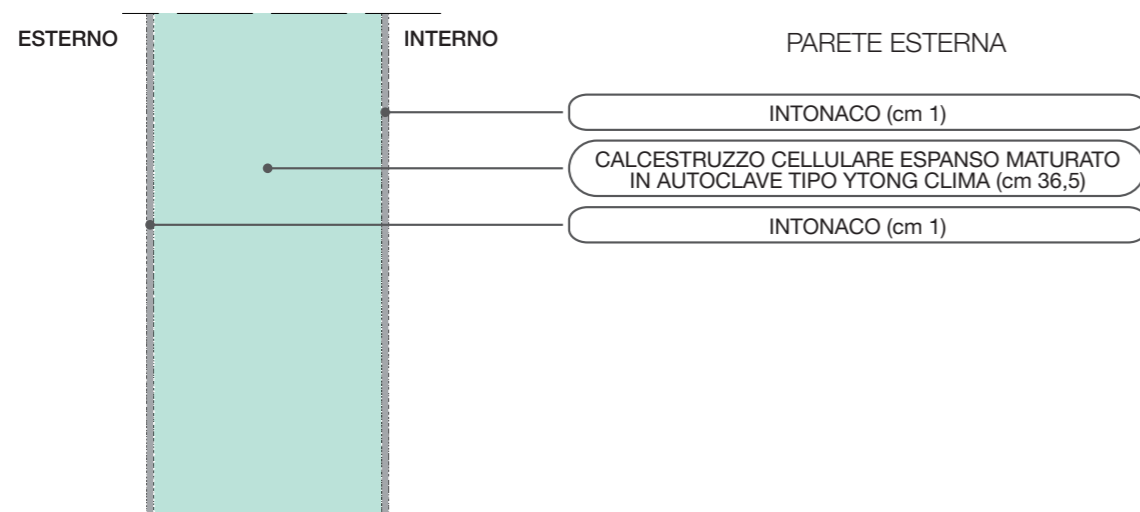 ESTERNO
INTERNO
PARETE ESTERNA
INTONACO (cm 1)
CALCESTRUZZO CELLULARE ESPANSO MATURATO
IN AUTOCLAVE TIPO YTONG CLIMA (cm 36,5)
INTONACO (cm 1)